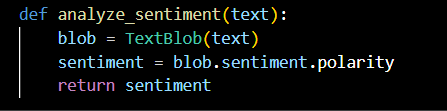 def analyze_sentiment(text):
    blob = TextBlob(text)
    sentiment = blob.sentiment.polarity
    return sentiment